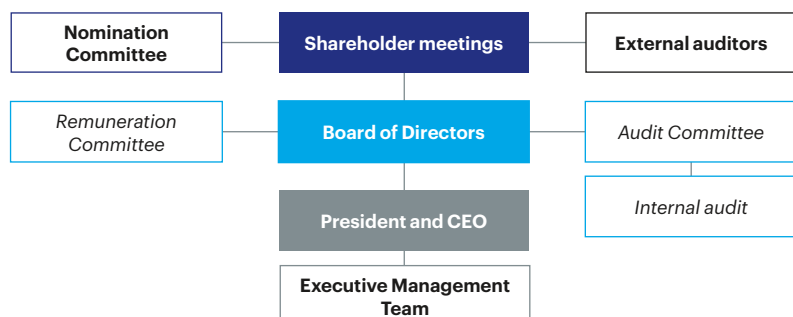 Nomination
Committee
Shareholder meetings
External auditors
Remuneration
Committee
Board of Directors
Audit Committee
Internal audit
President and CEO
Executive Management
Team